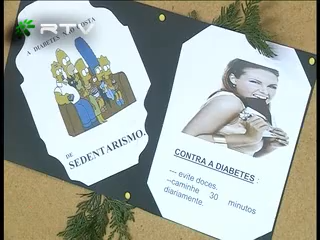 RTV
A DIABETES GOSTA
DE
SEDENTARISMO.
CONTRA A DIABETES :
--- evite doces.
--caminhe 30 minutos
diariamente.